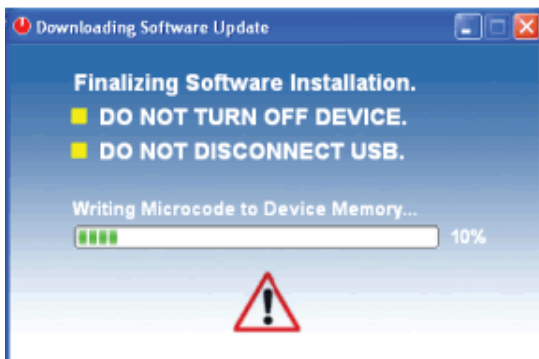 Downloading Software Update
Finalizing Software Installation.
DO NOT TURN OFF DEVICE.
DO NOT DISCONNECT USB.
Writing Microcode to Device Memory...
10%